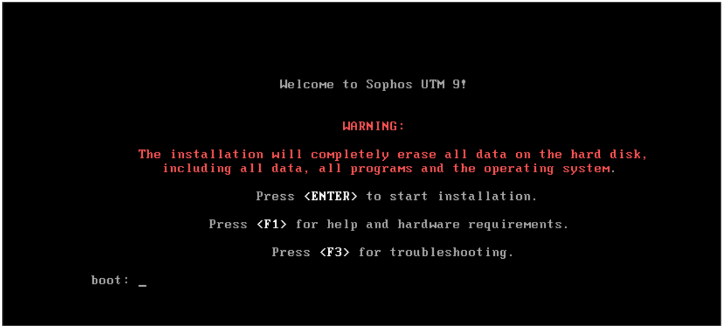 Welcome to Sophos UTM 9!
WARNING:
The installation will completely erase all data on the hard disk,
including all data, all programs and the operating system.
Press <ENTER> to start installation.
Press <F1> for help and hardware requirements.
Press <F3> for troubleshooting.
boot: _